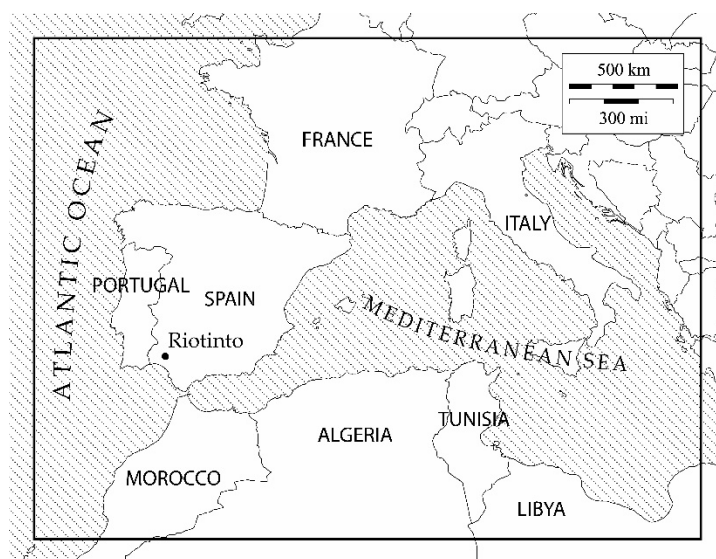 500 km
300 mi
FRANCE
ATLANTIC OCEAN
ITALY
PORTUGAL
SPAIN
MEDITERRANEAN SEA
Riotinto
TUNISIA
ALGERIA
MOROCCO
LIBYA